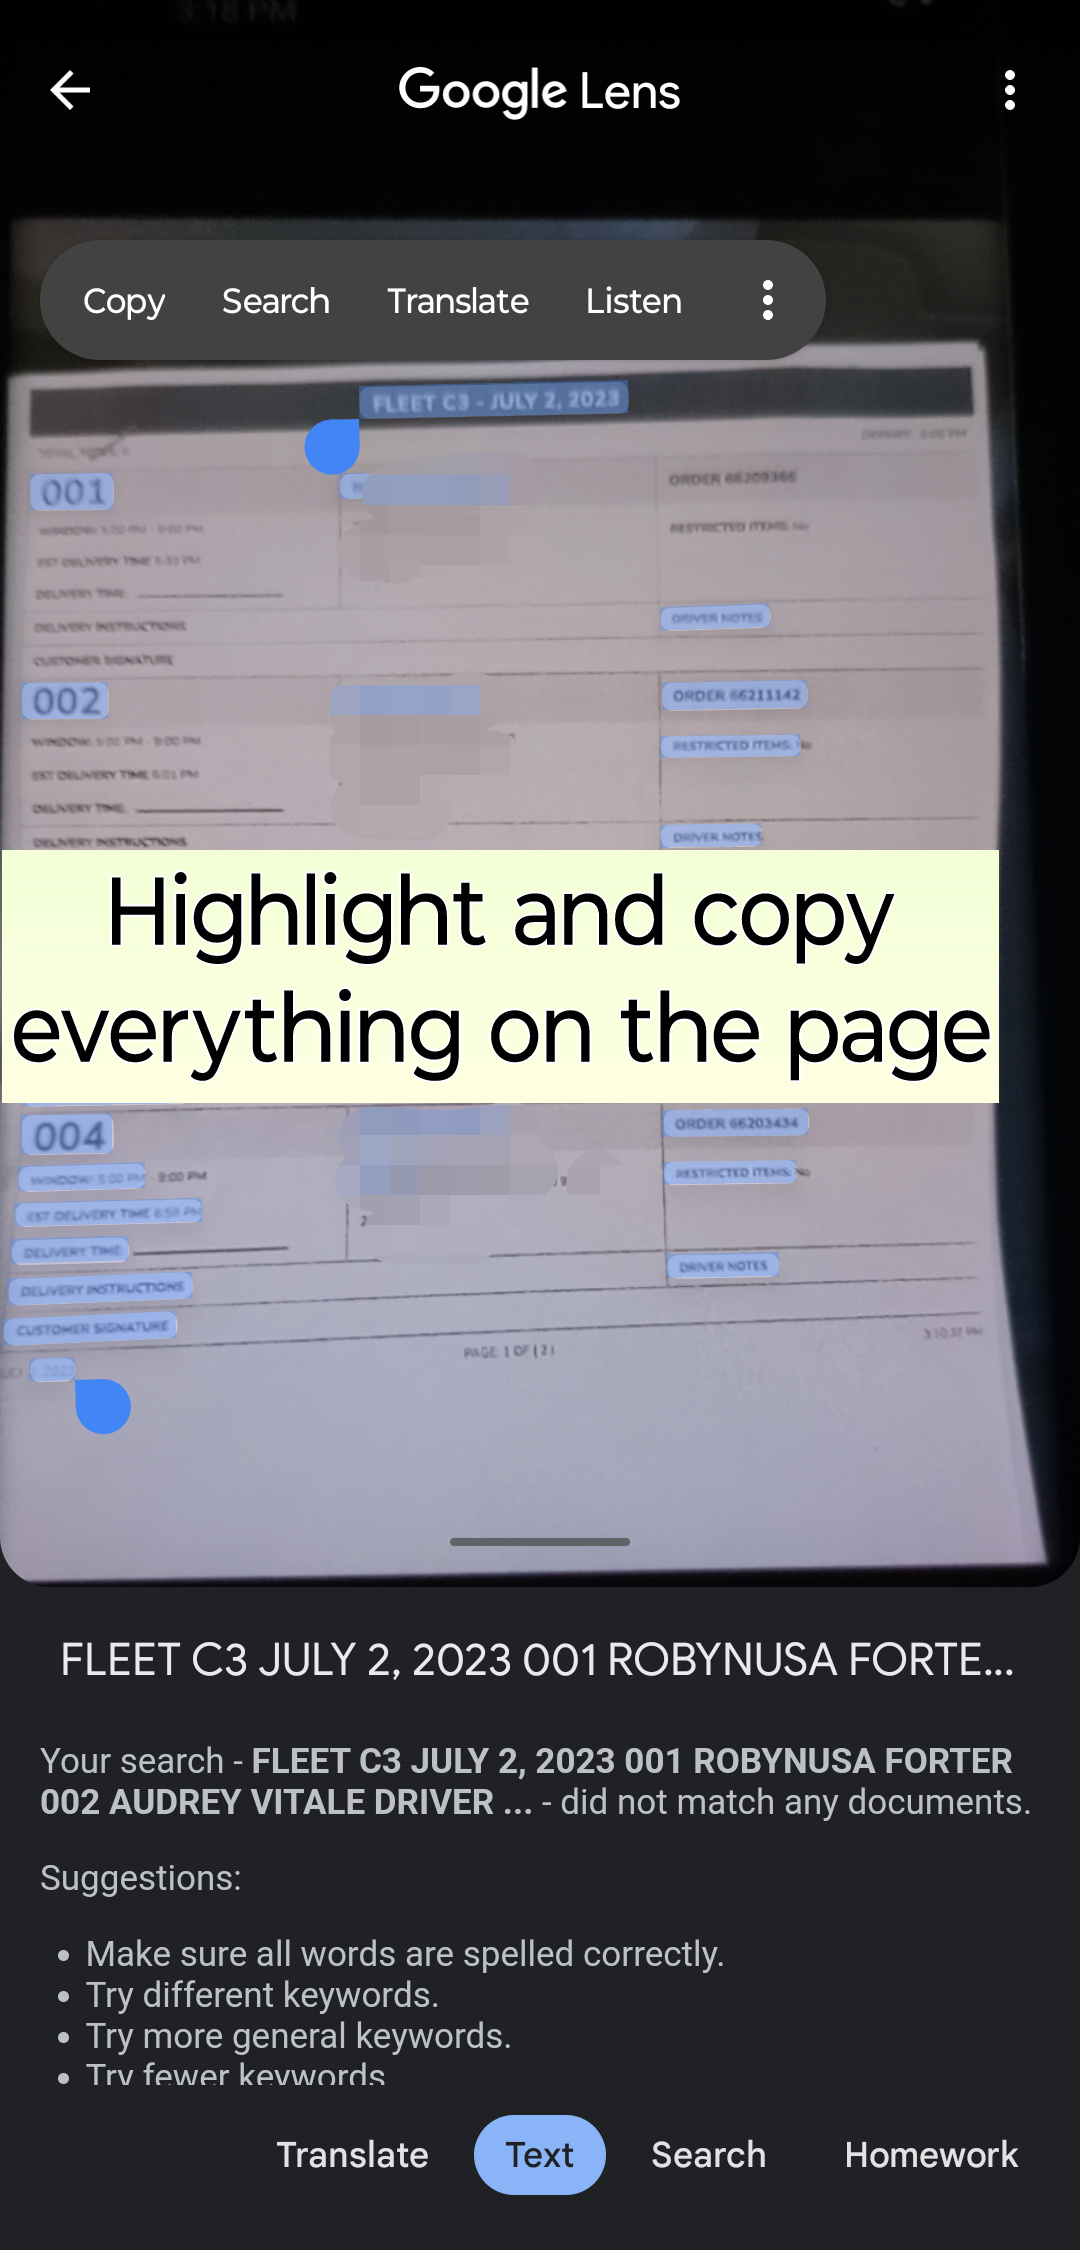 3:18 PM
Google Lens
Copy Search Translate Listen
FLEET C3 - JULY 2, 2023
DEPART: 5:05 PM
001
ORDER 66209366
WINDOW: 5:00 PM - 9:00 PM
RESTRICTED ITEMS: No
EST DELIVERY TIME 5:33 PM
DELIVERY TIME:
DELIVERY INSTRUCTIONS
DRIVER NOTES
CUSTOMER SIGNATURE
002
ORDER 66211142
WINDOW: 5:00 PM - 9:00 PM
RESTRICTED ITEMS: No
EST DELIVERY TIME 6:01 PM
DELIVERY TIME:
DELIVERY INSTRUCTIONS
DRIVER NOTES
Highlight and copy
everything on the page
004
ORDER 66203434
WINDOW: 5:00 PM - 9:00 PM
RESTRICTED ITEMS: No
EST DELIVERY TIME 6:59 PM
DELIVERY TIME:
DELIVERY INSTRUCTIONS
DRIVER NOTES
CUSTOMER SIGNATURE
3:10:37 PM
PAGE: 1 OF [ 2 ]
2, 2023
FLEET C3 JULY 2, 2023 001 ROBYNUSA FORTE...
Your search - FLEET C3 JULY 2, 2023 001 ROBYNUSA FORTER
002 AUDREY VITALE DRIVER ... - did not match any documents.
Suggestions:
Make sure all words are spelled correctly.
Try different keywords.
Try more general keywords.
Try fewer keywords
Translate Text Search Homework